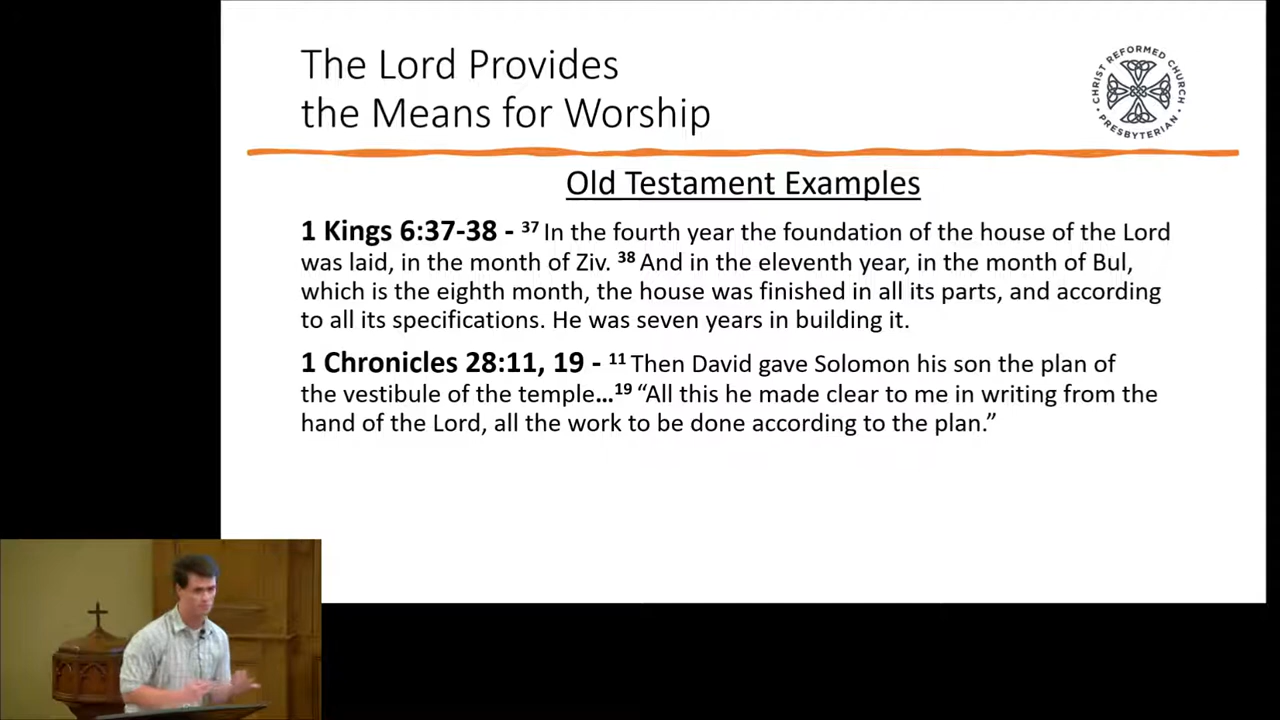 The Lord Provides
the Means for Worship
CHRIST REFORMED CHURCH
• PRESBYTERIAN •
Old Testament Examples
1 Kings 6:37-38 - ³⁷ In the fourth year the foundation of the house of the Lord
was laid, in the month of Ziv. ³⁸ And in the eleventh year, in the month of Bul,
which is the eighth month, the house was finished in all its parts, and according
to all its specifications. He was seven years in building it.
1 Chronicles 28:11, 19 - ¹¹ Then David gave Solomon his son the plan of
the vestibule of the temple…¹⁹ “All this he made clear to me in writing from the
hand of the Lord, all the work to be done according to the plan.”